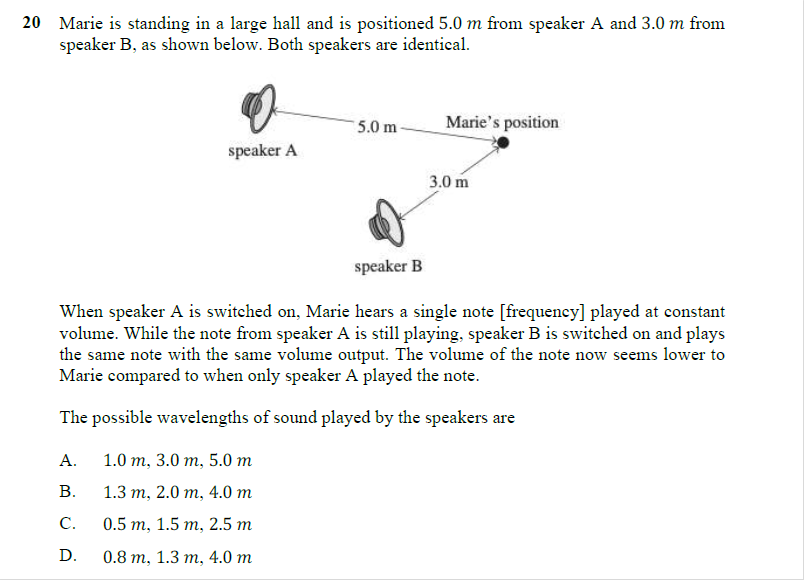 20 Marie is standing in a large hall and is positioned 5.0 m from speaker A and 3.0 m from
speaker B, as shown below. Both speakers are identical.
5.0 m
Marie's position
speaker A
3.0 m
speaker B
When speaker A is switched on, Marie hears a single note [frequency] played at constant
volume. While the note from speaker A is still playing, speaker B is switched on and plays
the same note with the same volume output. The volume of the note now seems lower to
Marie compared to when only speaker A played the note.
The possible wavelengths of sound played by the speakers are
A. 1.0 m, 3.0 m, 5.0 m
B. 1.3 m, 2.0 m, 4.0 m
C. 0.5 m, 1.5 m, 2.5 m
D. 0.8 m, 1.3 m, 4.0 m